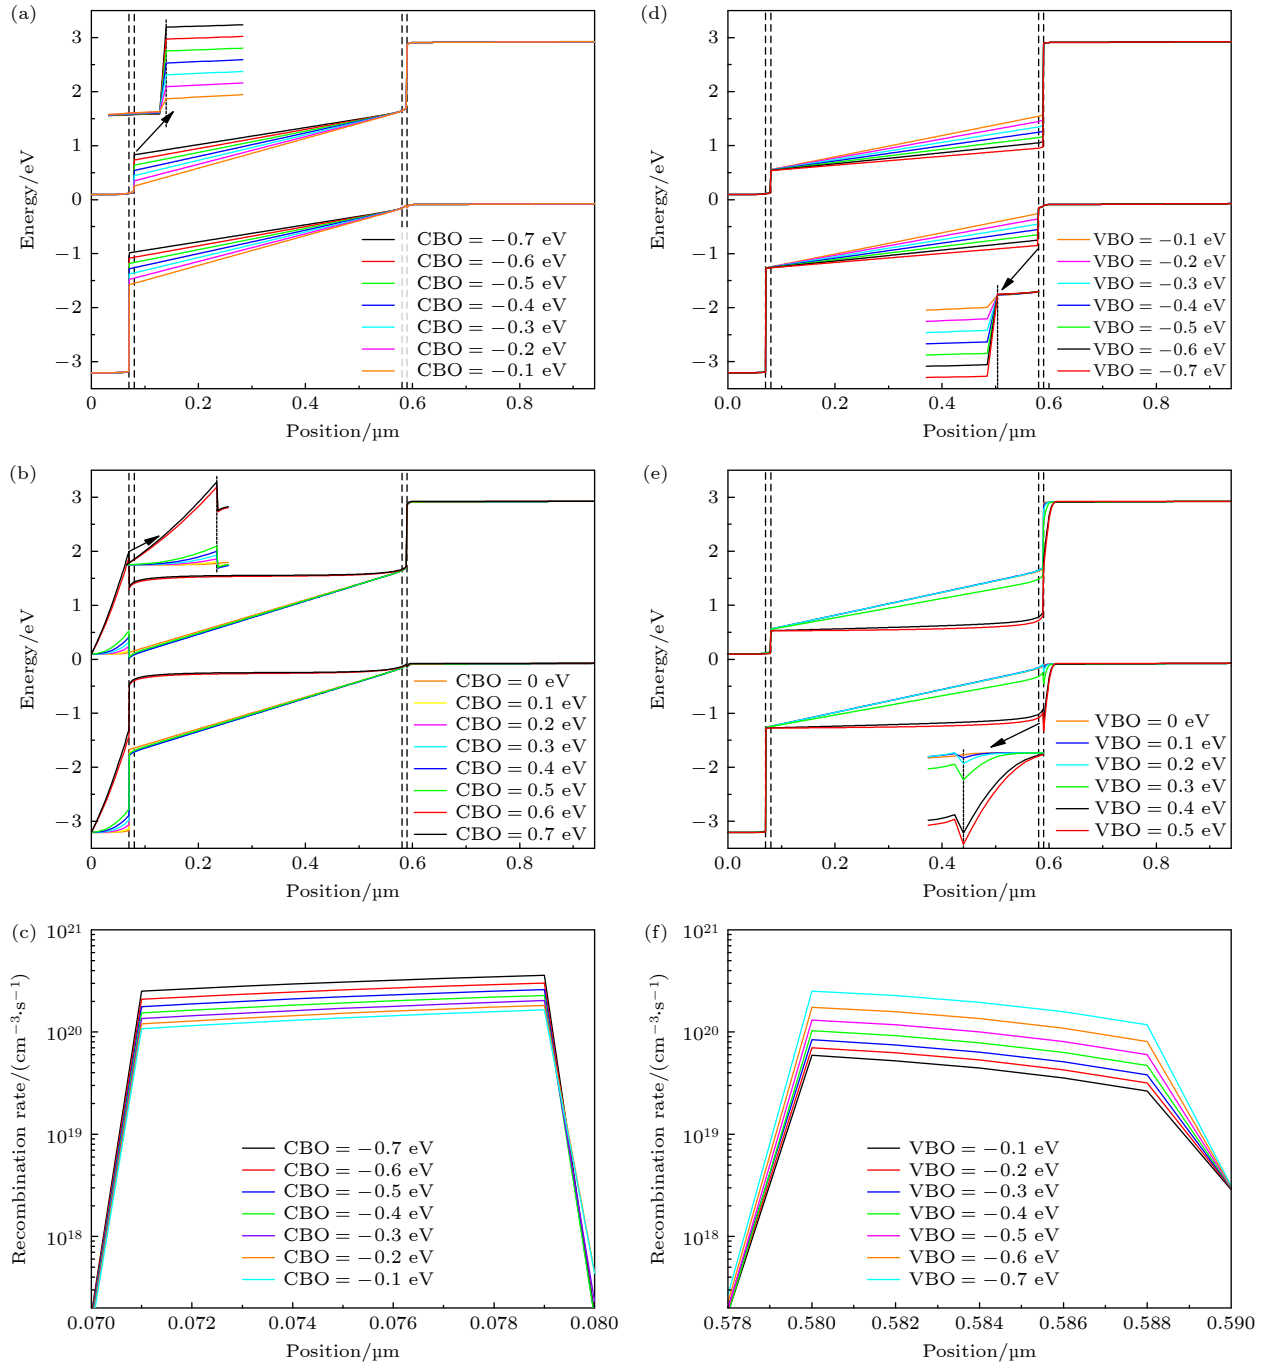 (a)
3
2
1
0
−1
−2
−3
Energy/eV
CBO = −0.7 eV
CBO = −0.6 eV
CBO = −0.5 eV
CBO = −0.4 eV
CBO = −0.3 eV
CBO = −0.2 eV
CBO = −0.1 eV
0
0.2
0.4
0.6
0.8
Position/µm
(d)
3
2
1
0
−1
−2
−3
Energy/eV
VBO = −0.1 eV
VBO = −0.2 eV
VBO = −0.3 eV
VBO = −0.4 eV
VBO = −0.5 eV
VBO = −0.6 eV
VBO = −0.7 eV
0.0
0.2
0.4
0.6
0.8
Position/µm
(b)
3
2
1
0
−1
−2
−3
Energy/eV
CBO = 0 eV
CBO = 0.1 eV
CBO = 0.2 eV
CBO = 0.3 eV
CBO = 0.4 eV
CBO = 0.5 eV
CBO = 0.6 eV
CBO = 0.7 eV
0
0.2
0.4
0.6
0.8
Position/µm
(e)
3
2
1
0
−1
−2
−3
Energy/eV
VBO = 0 eV
VBO = 0.1 eV
VBO = 0.2 eV
VBO = 0.3 eV
VBO = 0.4 eV
VBO = 0.5 eV
0.0
0.2
0.4
0.6
0.8
Position/µm
(c)
10²¹
10²⁰
10¹⁹
10¹⁸
Recombination rate/(cm⁻³·s⁻¹)
CBO = −0.7 eV
CBO = −0.6 eV
CBO = −0.5 eV
CBO = −0.4 eV
CBO = −0.3 eV
CBO = −0.2 eV
CBO = −0.1 eV
0.070
0.072
0.074
0.076
0.078
0.080
Position/µm
(f)
10²¹
10²⁰
10¹⁹
10¹⁸
Recombination rate/(cm⁻³·s⁻¹)
VBO = −0.1 eV
VBO = −0.2 eV
VBO = −0.3 eV
VBO = −0.4 eV
VBO = −0.5 eV
VBO = −0.6 eV
VBO = −0.7 eV
0.578
0.580
0.582
0.584
0.586
0.588
0.590
Position/µm